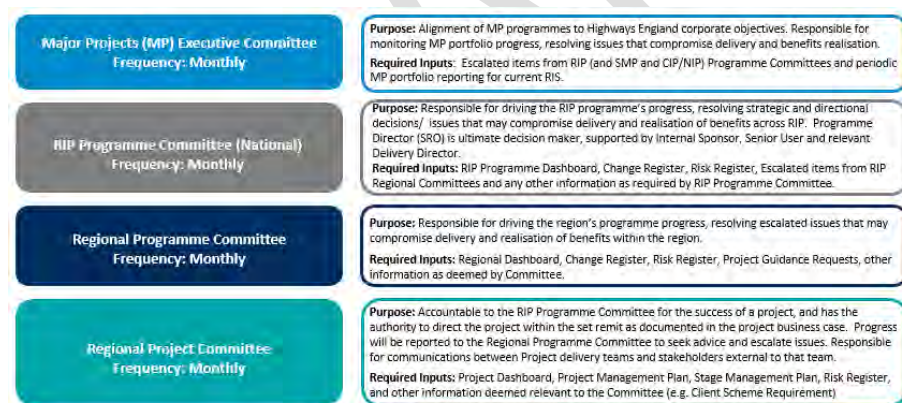 Major Projects (MP) Executive Committee
Frequency: Monthly
Purpose: Alignment of MP programmes to Highways England corporate objectives. Responsible for
monitoring MP portfolio progress, resolving issues that compromise delivery and benefits realisation.
Required Inputs: Escalated items from RIP (and SMP and CIP/NIP) Programme Committees and periodic
MP portfolio reporting for current RIS.
RIP Programme Committee (National)
Frequency: Monthly
Purpose: Responsible for driving the RIP programme's progress, resolving strategic and directional
decisions/ issues that may compromise delivery and realisation of benefits across RIP. Programme
Director (SRO) is ultimate decision maker, supported by Internal Sponsor, Senior User and relevant
Delivery Director.
Required Inputs: RIP Programme Dashboard, Change Register, Risk Register, Escalated items from RIP
Regional Committees and any other information as required by RIP Programme Committee.
Regional Programme Committee
Frequency: Monthly
Purpose: Responsible for driving the region's programme progress, resolving escalated issues that may
compromise delivery and realisation of benefits within the region.
Required Inputs: Regional Dashboard, Change Register, Risk Register, Project Guidance Requests, other
information as deemed by Committee.
Regional Project Committee
Frequency: Monthly
Purpose: Accountable to the RIP Programme Committee for the success of a project, and has the
authority to direct the project within the set remit as documented in the project business case. Progress
will be reported to the Regional Programme Committee to seek advice and escalate issues. Responsible
for communications between Project delivery teams and stakeholders external to that team.
Required Inputs: Project Dashboard, Project Management Plan, Stage Management Plan, Risk Register,
and other information deemed relevant to the Committee (e.g. Client Scheme Requirement)